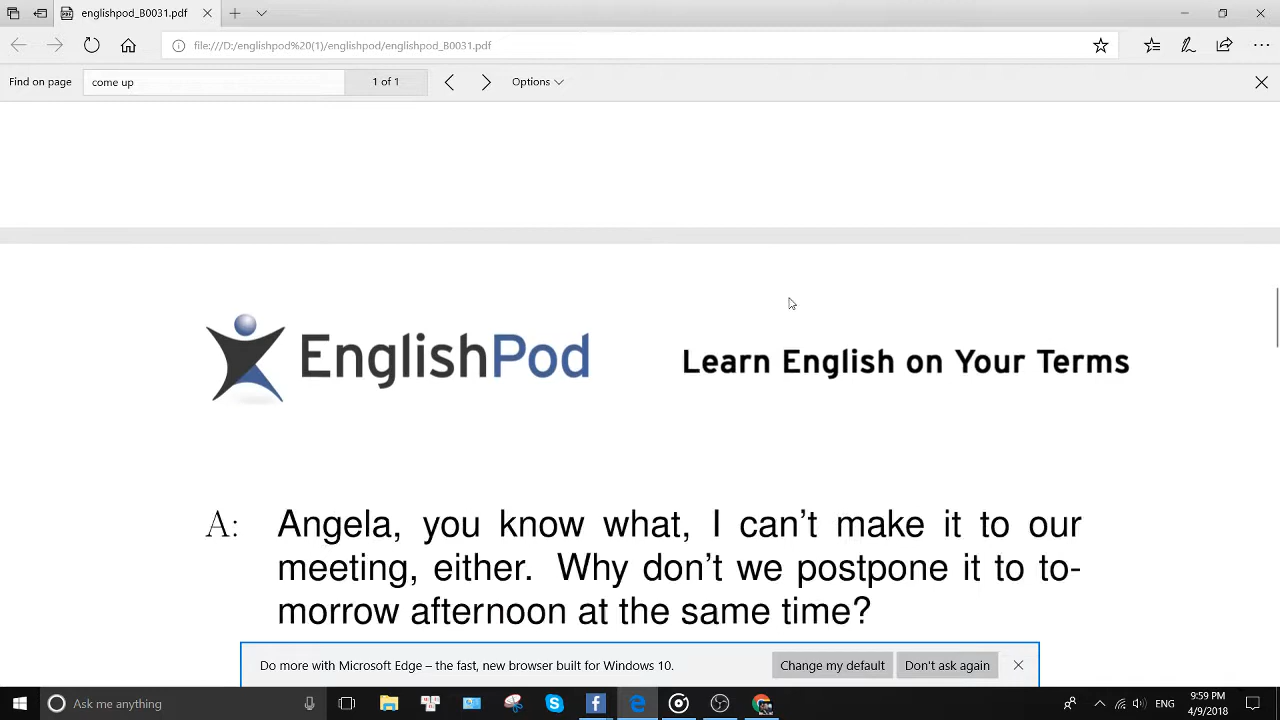 englishpod_B0031.pdf
file:///D:/englishpod%20(1)/englishpod/englishpod_B0031.pdf
Find on page
come up
1 of 1
Options
EnglishPod
Learn English on Your Terms
A: Angela, you know what, I can't make it to our
meeting, either. Why don't we postpone it to to-
morrow afternoon at the same time?
Do more with Microsoft Edge – the fast, new browser built for Windows 10.
Change my default
Don't ask again
Ask me anything
ENG
9:59 PM
4/9/2018